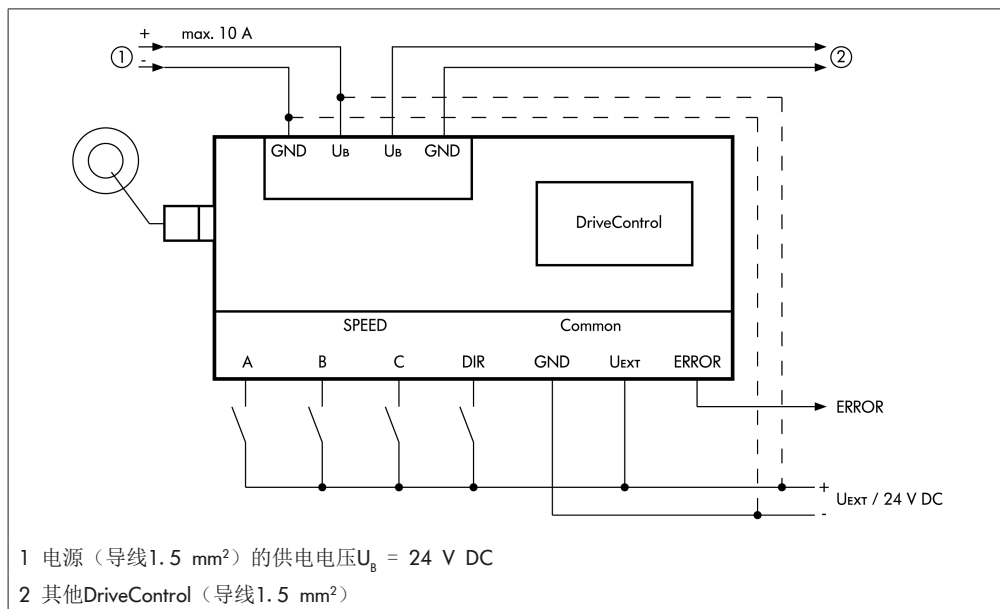 + max. 10 A
1 - 2
GND UB UB GND
DriveControl
SPEED Common
A B C DIR GND UEXT ERROR
ERROR
+
UEXT / 24 V DC
-
1 电源（导线1.5 mm²）的供电电压UB = 24 V DC
2 其他DriveControl（导线1.5 mm²）